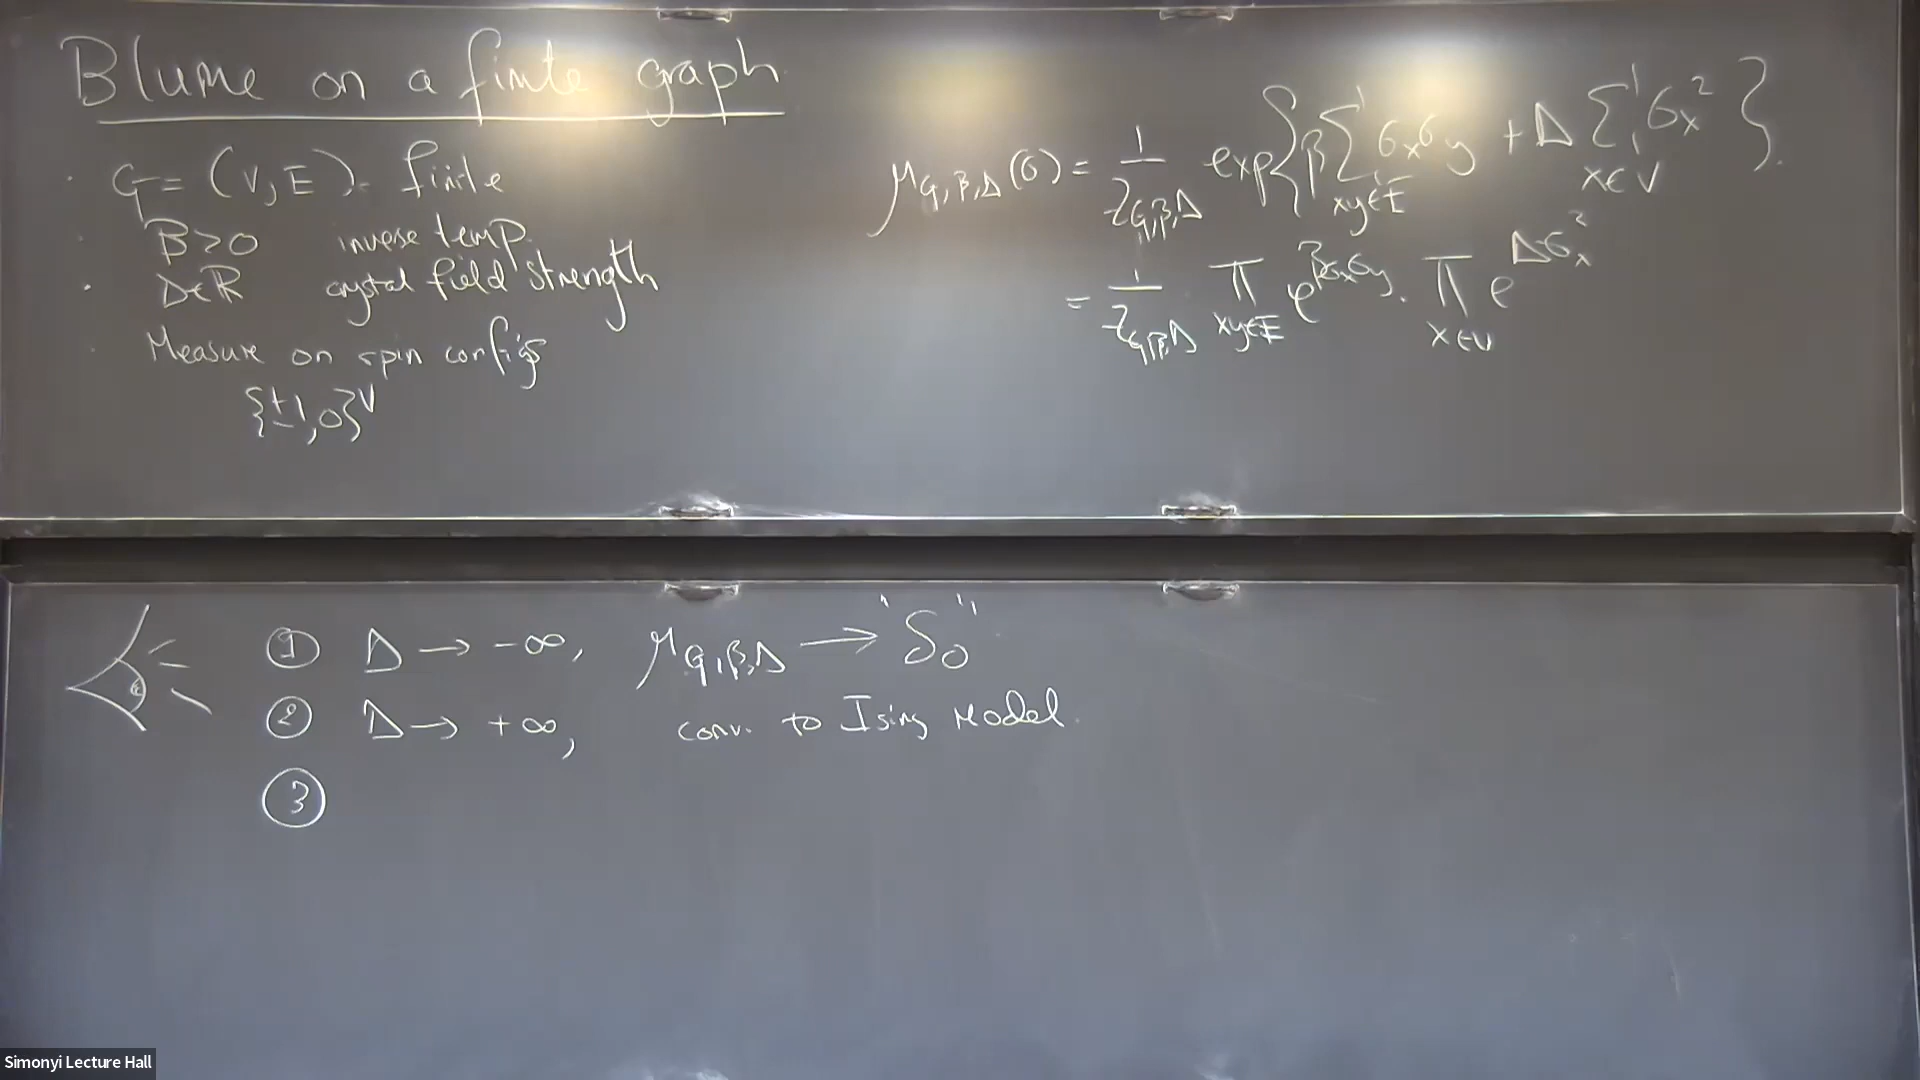 Blume on a finite graph
G = (V, E). finite
β > 0 inverse temp.
Δ ∈ ℝ crystal field strength
Measure on spin configs
{±1, 0}^V
μ_{G,β,Δ}(σ) = 1/Z_{G,β,Δ} exp{β Σ_{xy∈E} σ_x σ_y + Δ Σ_{x∈V} σ_x^2}.
= 1/Z_{G,β,Δ} Π_{xy∈E} e^{βσ_xσ_y} · Π_{x∈V} e^{Δσ_x^2}
① Δ → -∞, μ_{G,β,Δ} → "δ_0"
② Δ → +∞, conv. to Ising Model.
③
Simonyi Lecture Hall